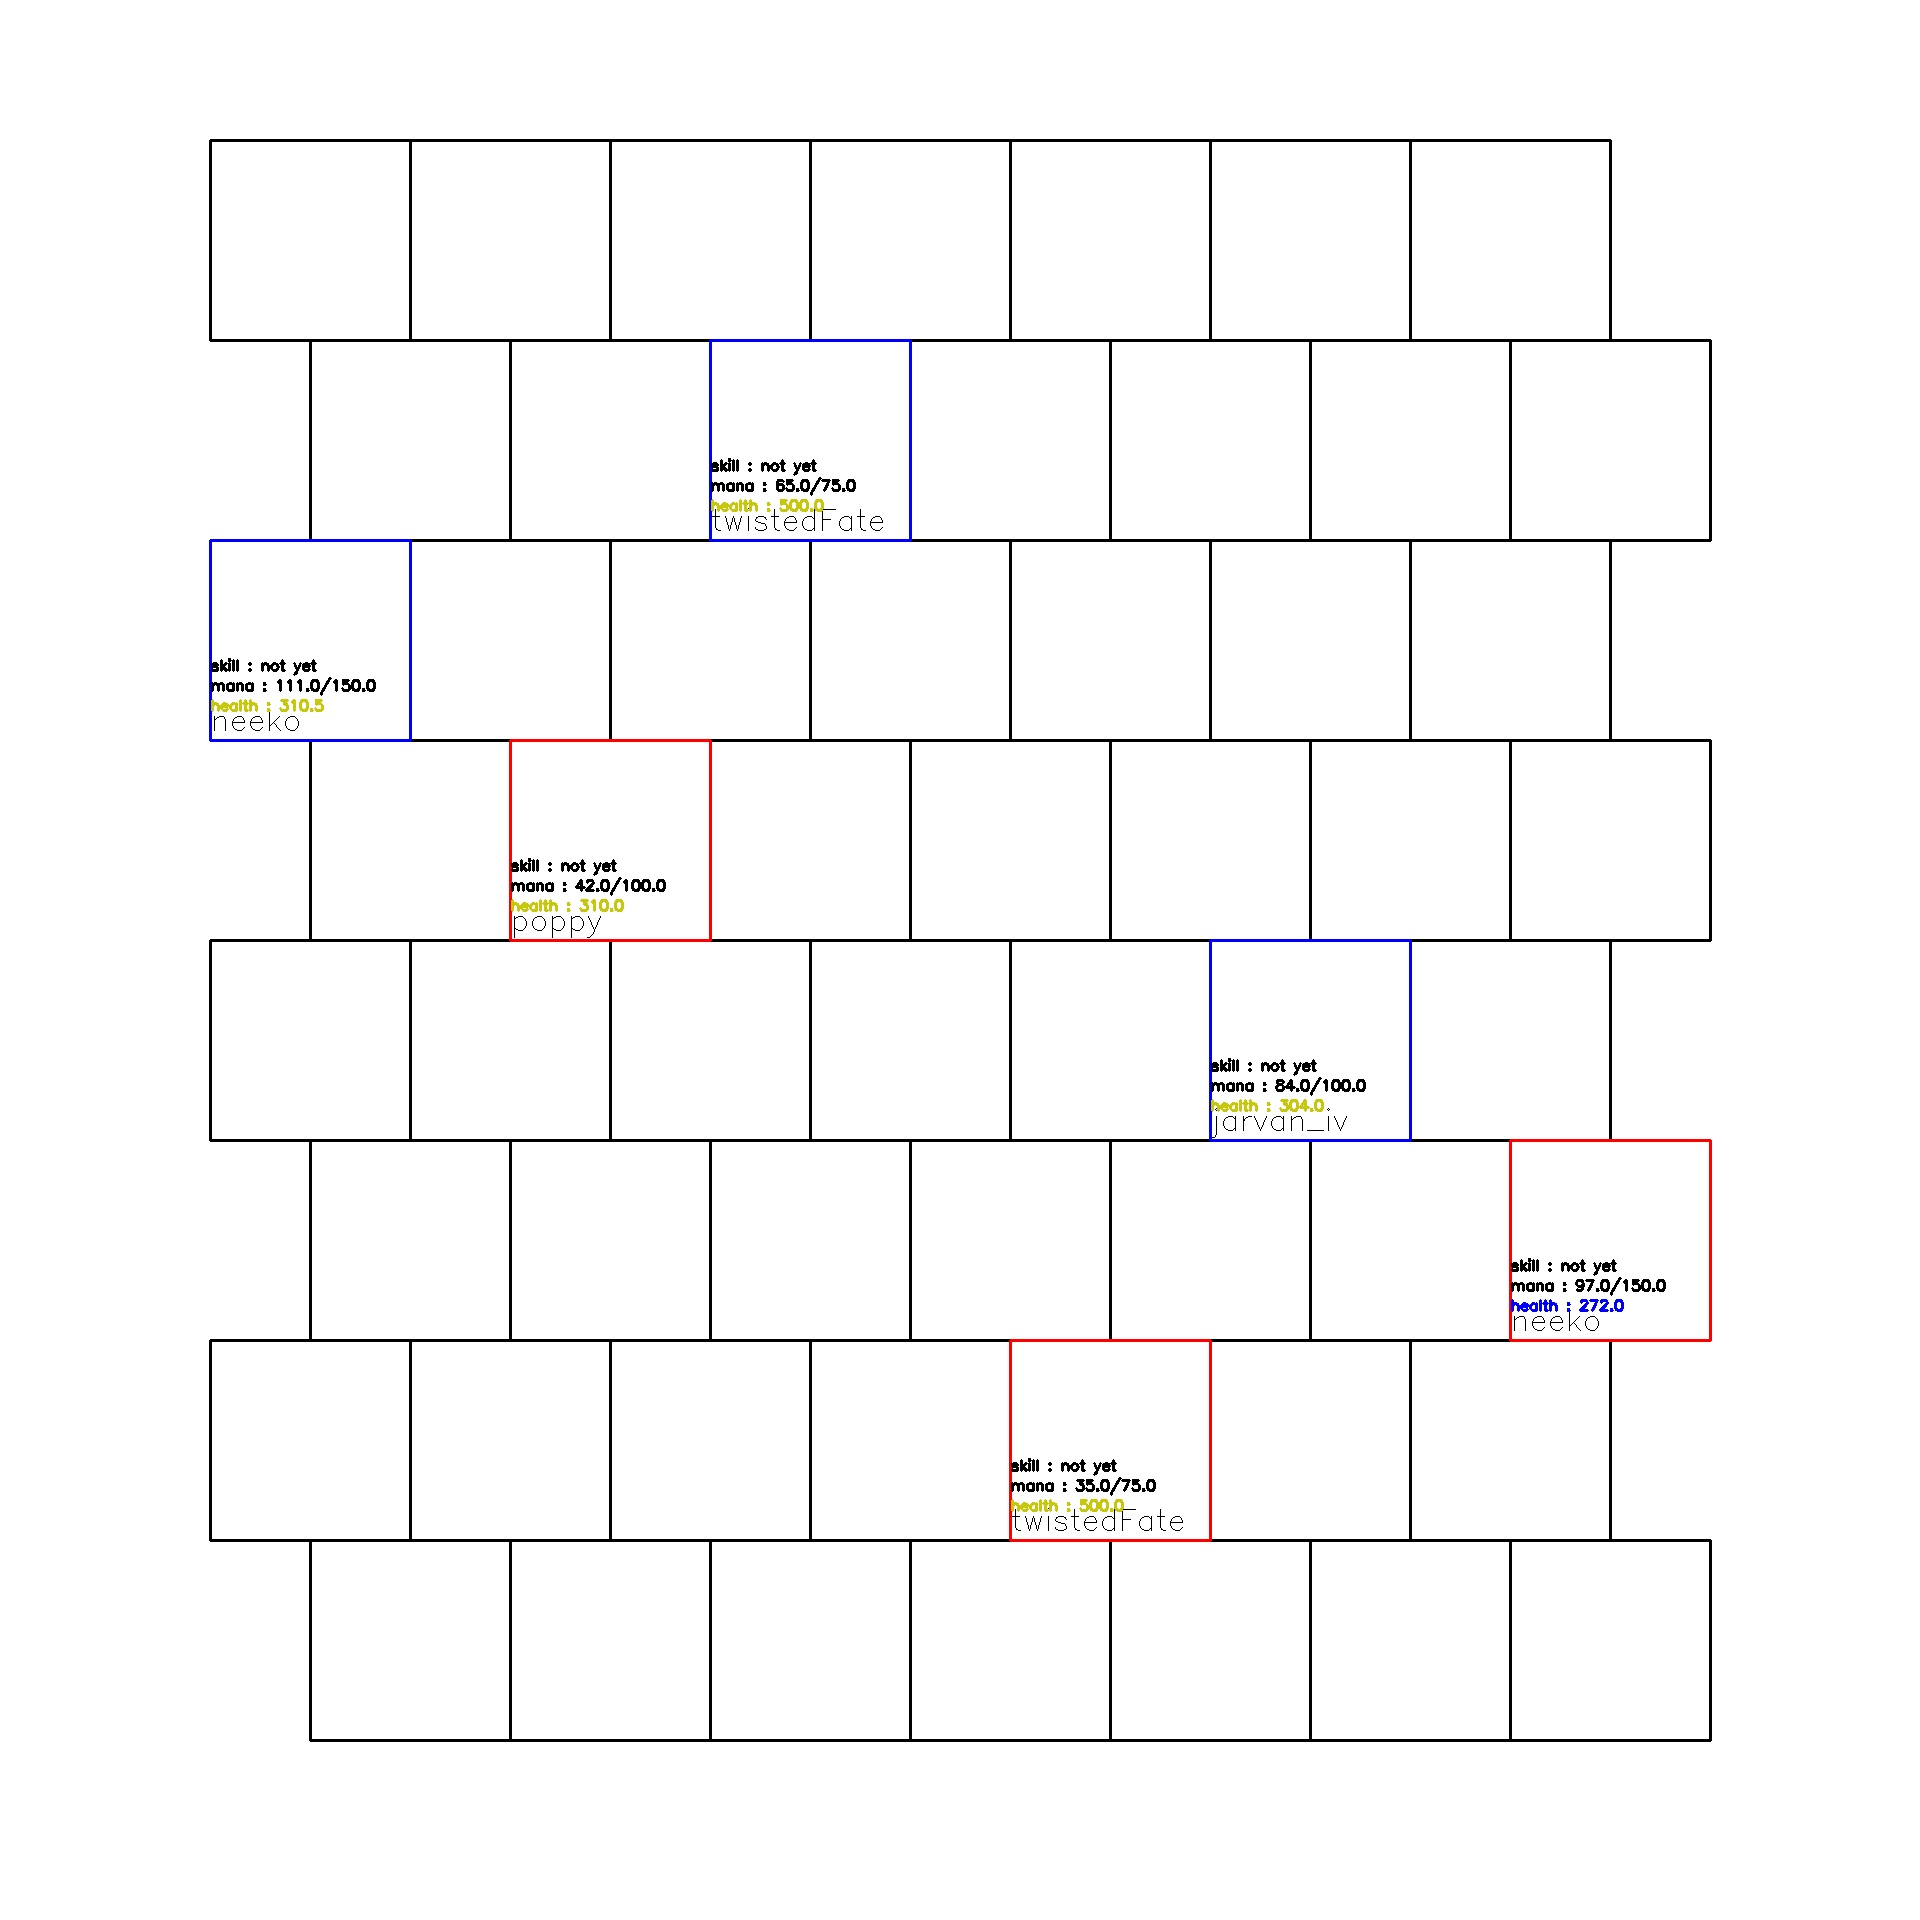 skill : not yet
mana : 65.0/75.0
health : 500.0
twistedFate
skill : not yet
mana : 111.0/150.0
health : 310.5
neeko
skill : not yet
mana : 42.0/100.0
health : 310.0
poppy
skill : not yet
mana : 84.0/100.0
health : 304.0
jarvan_iv
skill : not yet
mana : 97.0/150.0
health : 272.0
neeko
skill : not yet
mana : 35.0/75.0
health : 500.0
twistedFate